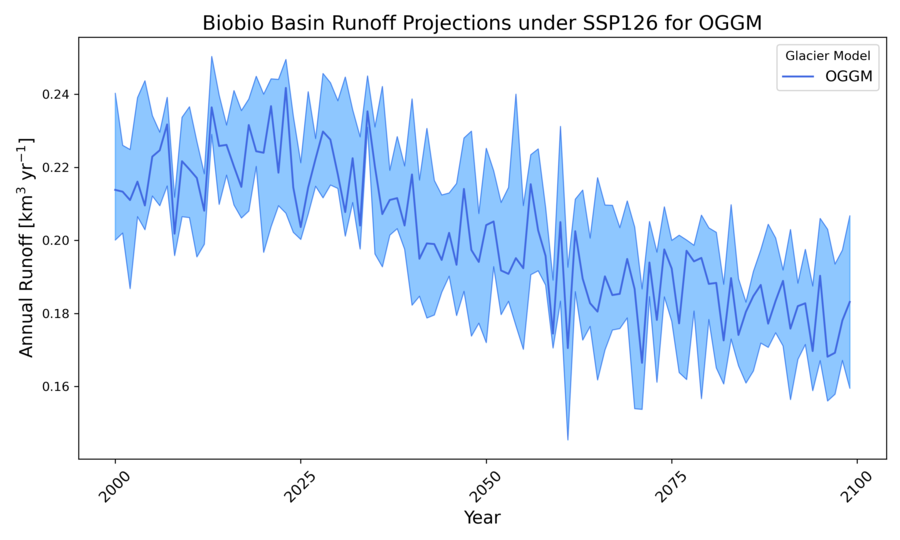 Biobio Basin Runoff Projections under SSP126 for OGGM
Glacier Model
OGGM
Annual Runoff [km³ yr⁻¹]
0.24
0.22
0.20
0.18
0.16
2000
2025
2050
2075
2100
Year